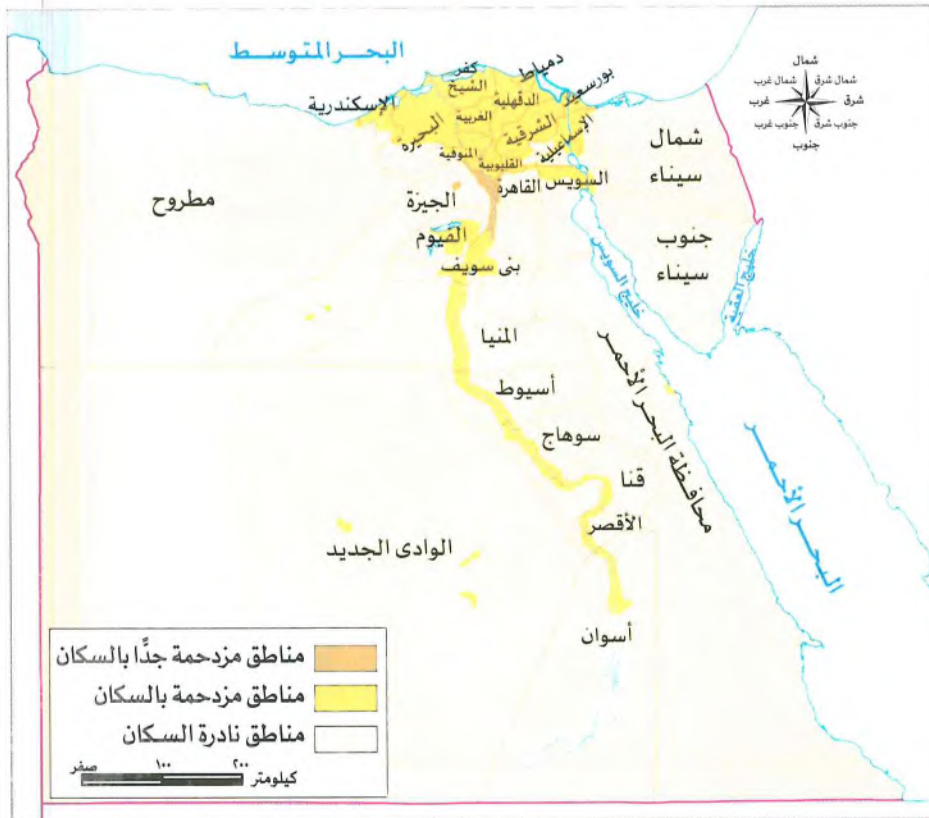 البحر المتوسط
شمال
شمال غرب
شمال شرق
غرب
شرق
جنوب غرب
جنوب شرق
جنوب
دمياط
بورسعيد
كفر
الشيخ
الدقهلية
الإسكندرية
البحيرة
الغربية
الشرقية
الإسماعيلية
المنوفية
القليوبية
القاهرة
السويس
شمال
سيناء
جنوب
سيناء
مطروح
الجيزة
الفيوم
بنى سويف
خليج السويس
خليج العقبة
المنيا
أسيوط
سوهاج
قنا
الأقصر
محافظة البحر الأحمر
البحر الأحمر
الوادى الجديد
أسوان
مناطق مزدحمة جدًّا بالسكان
مناطق مزدحمة بالسكان
مناطق نادرة السكان
صفر ١٠٠ ٢٠٠ كيلومتر